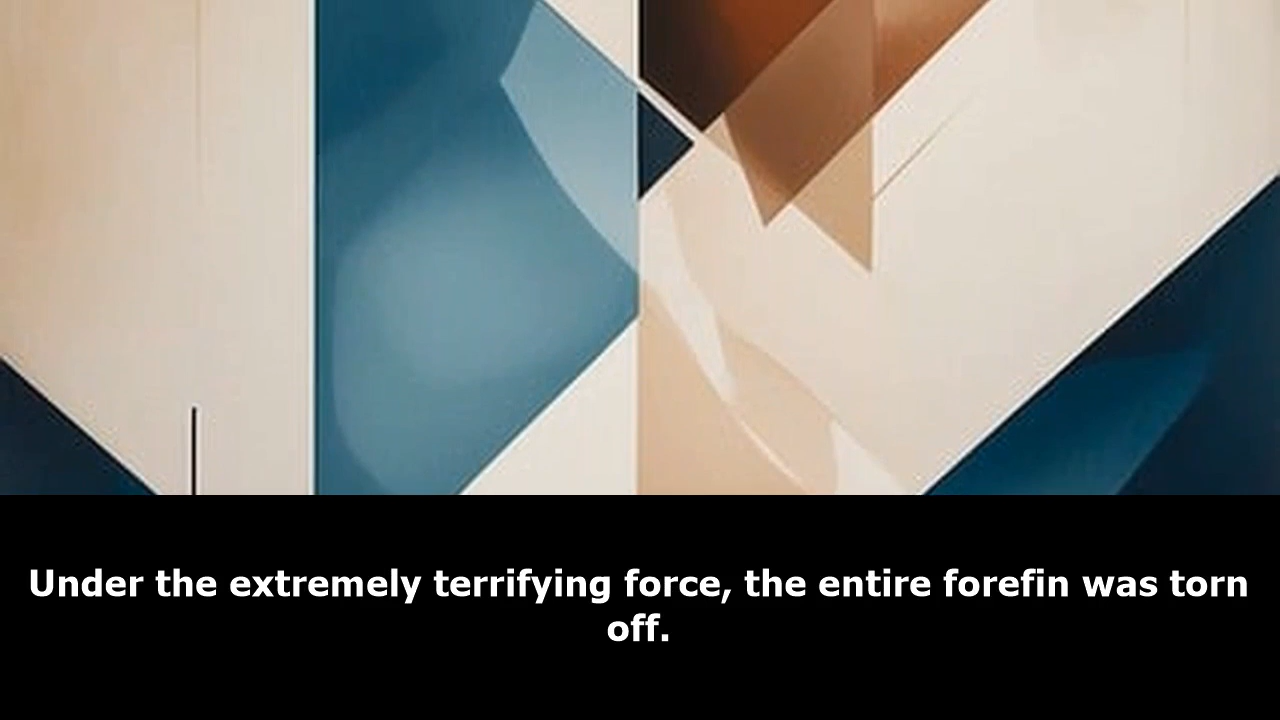 Under the extremely terrifying force, the entire forefin was torn
off.